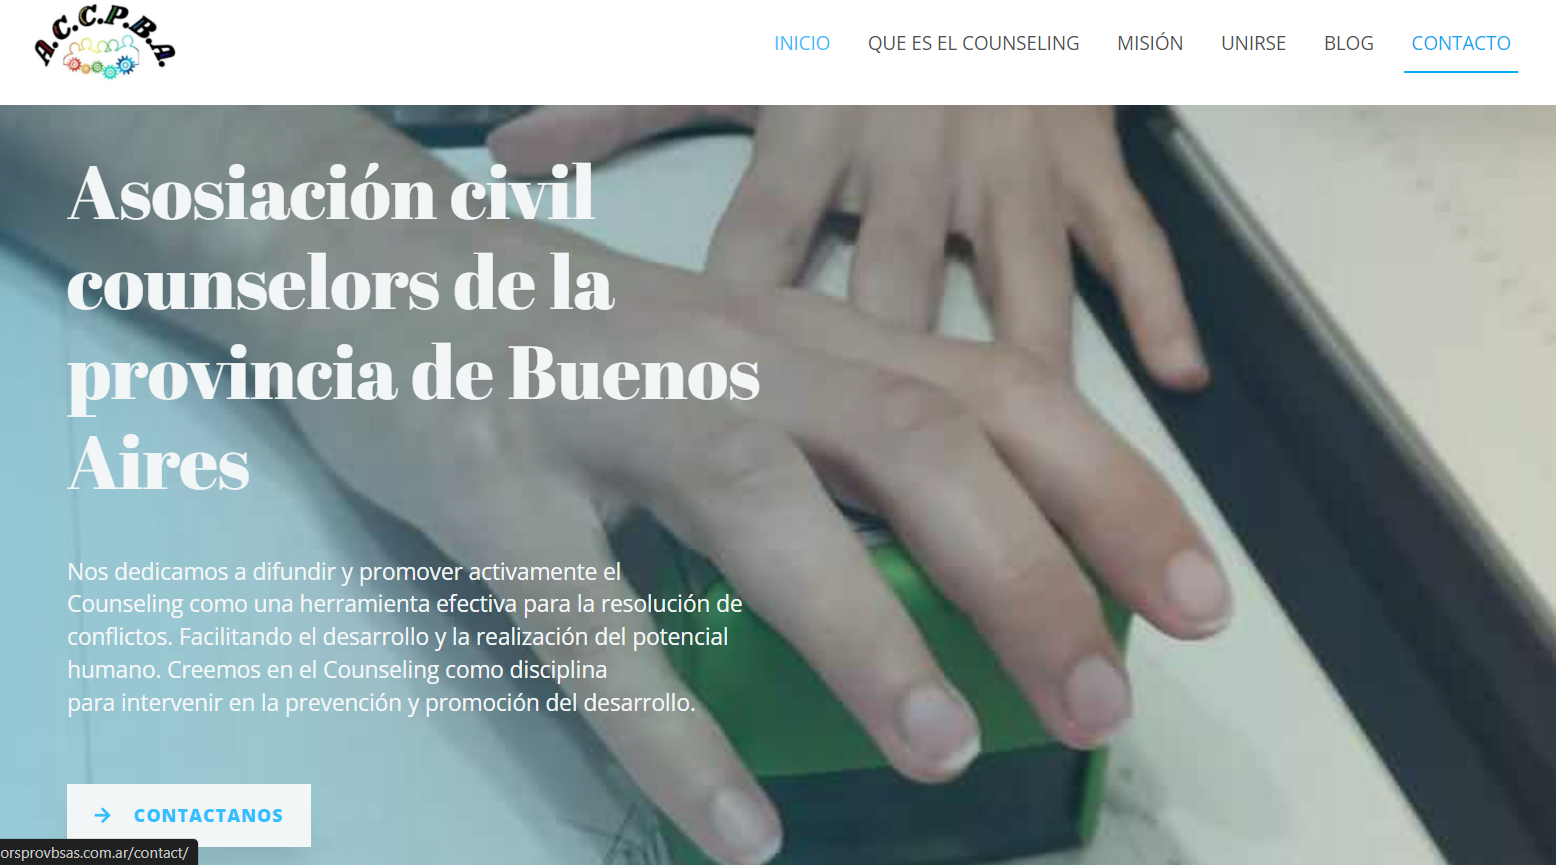 A.C.C.P.B.A.
INICIO
QUE ES EL COUNSELING
MISIÓN
UNIRSE
BLOG
CONTACTO
Asosiación civil
counselors de la
provincia de Buenos
Aires
Nos dedicamos a difundir y promover activamente el
Counseling como una herramienta efectiva para la resolución de
conflictos. Facilitando el desarrollo y la realización del potencial
humano. Creemos en el Counseling como disciplina
para intervenir en la prevención y promoción del desarrollo.
CONTACTANOS
orsprovbsas.com.ar/contact/